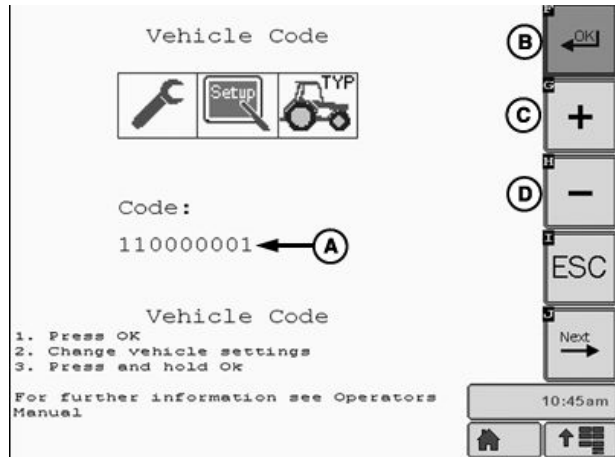 Vehicle Code
Setup
TYP
Code:
110000001
A
Vehicle Code
1. Press OK
2. Change vehicle settings
3. Press and hold Ok
For further information see Operators
Manual
F
OK
B
G
+
C
H
−
D
I
ESC
J
Next
10:45am